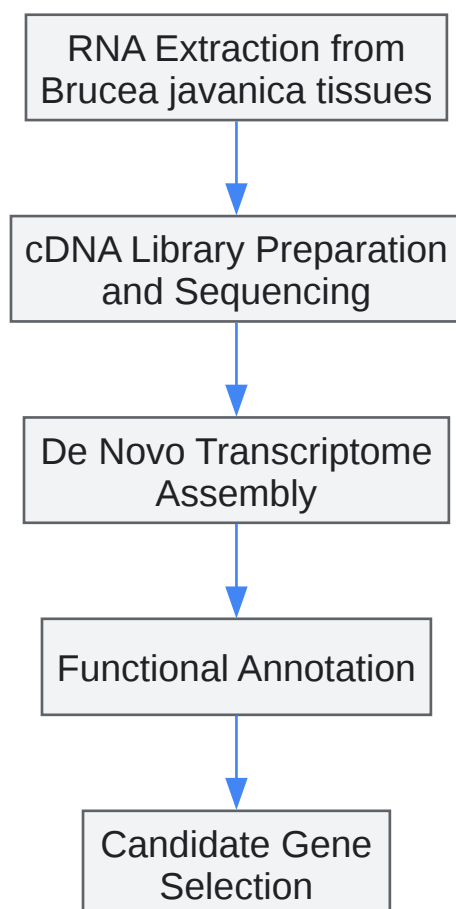 RNA Extraction from
Brucea javanica tissues
cDNA Library Preparation
and Sequencing
De Novo Transcriptome
Assembly
Functional Annotation
Candidate Gene
Selection